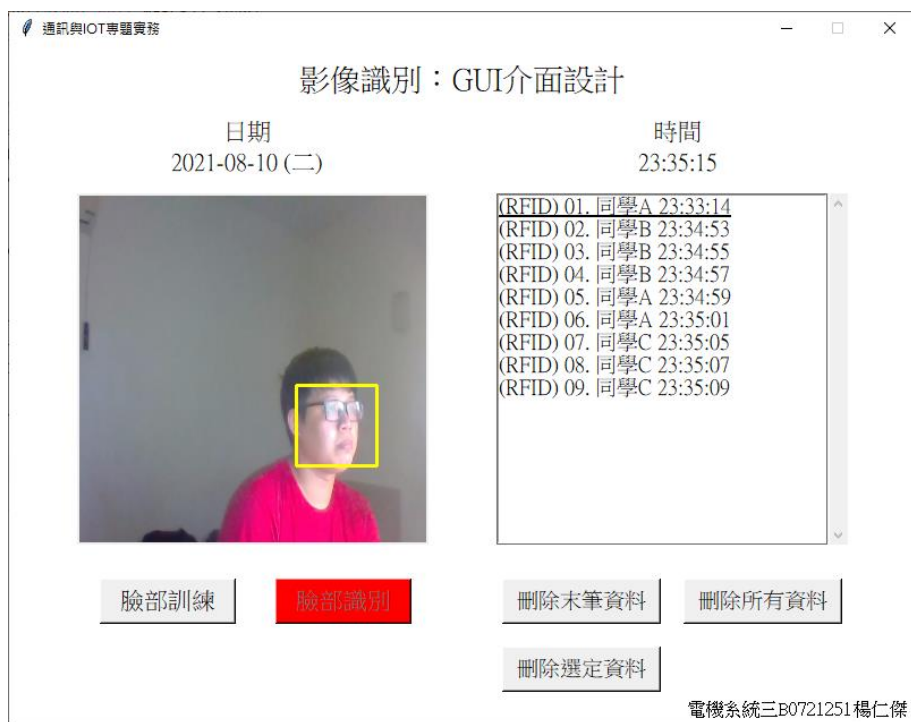 通訊與IOT專題實務
影像識別：GUI介面設計
日期
時間
2021-08-10 (二)
23:35:15
(RFID) 01. 同學A 23:33:14
(RFID) 02. 同學B 23:34:53
(RFID) 03. 同學B 23:34:55
(RFID) 04. 同學B 23:34:57
(RFID) 05. 同學A 23:34:59
(RFID) 06. 同學A 23:35:01
(RFID) 07. 同學C 23:35:05
(RFID) 08. 同學C 23:35:07
(RFID) 09. 同學C 23:35:09
臉部訓練
臉部識別
刪除末筆資料
刪除所有資料
刪除選定資料
電機系統三B0721251楊仁傑